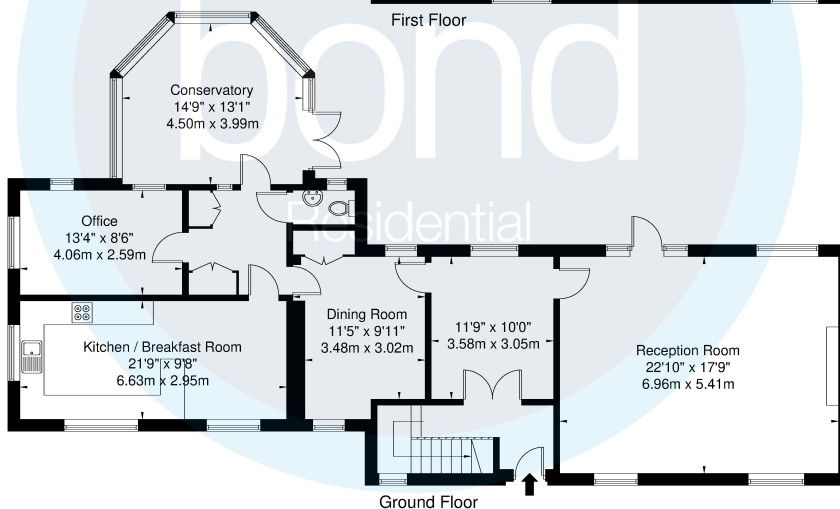 First Floor
bond
Residential
Conservatory
14'9" x 13'1"
4.50m x 3.99m
Office
13'4" x 8'6"
4.06m x 2.59m
Kitchen / Breakfast Room
21'9" x 9'8"
6.63m x 2.95m
Dining Room
11'5" x 9'11"
3.48m x 3.02m
11'9" x 10'0"
3.58m x 3.05m
Reception Room
22'10" x 17'9"
6.96m x 5.41m
Ground Floor